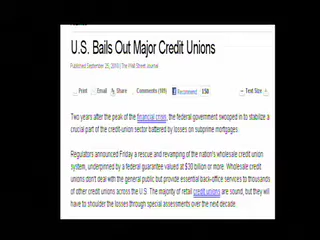 U.S. Bails Out Major Credit Unions
Published September 25, 2010 | The Wall Street Journal
Print Email Share Comments (189) Recommend 150 Text Size
Two years after the peak of the financial crisis, the federal government swooped in to stabilize a
crucial part of the credit-union sector battered by losses on subprime mortgages.
Regulators announced Friday a rescue and revamping of the nation's wholesale credit union
system, underpinned by a federal guarantee valued at $30 billion or more. Wholesale credit
unions don't deal with the general public but provide essential back-office services to thousands
of other credit unions across the U.S. The majority of retail credit unions are sound, but they will
have to shoulder the losses through special assessments over the next decade.